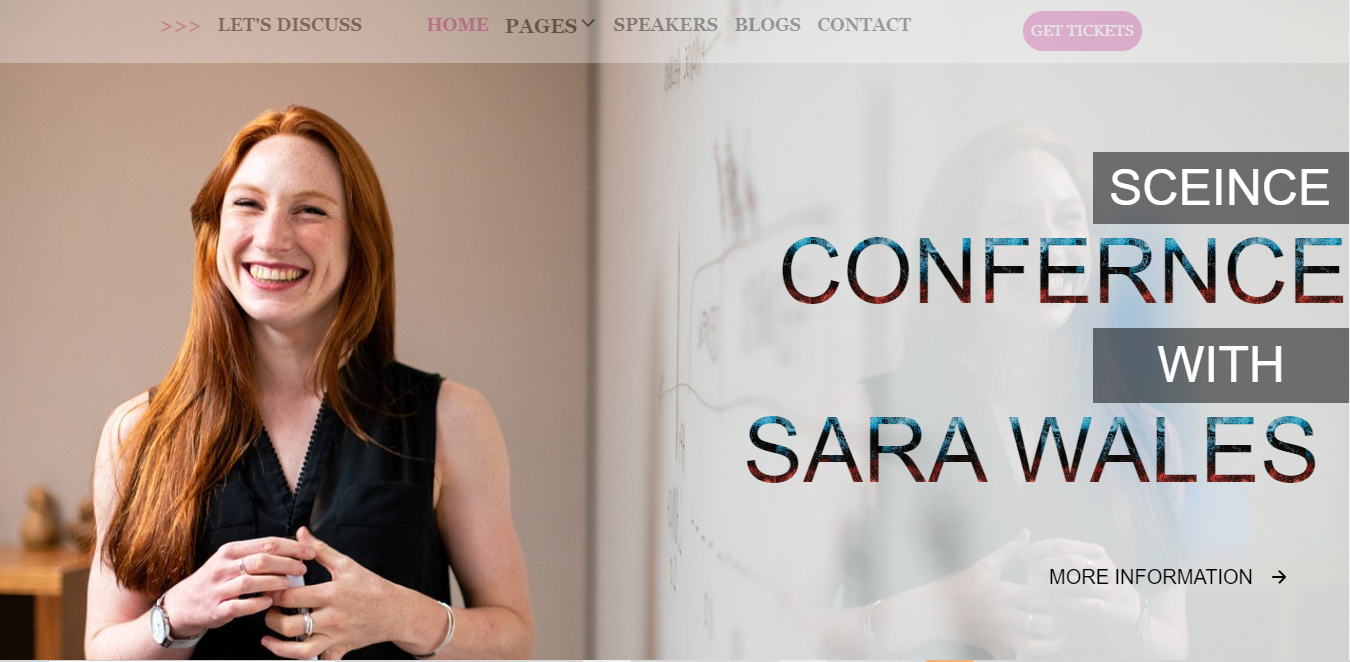 >>> LET'S DISCUSS HOME PAGES SPEAKERS BLOGS CONTACT GET TICKETS
SCEINCE
CONFERNCE
WITH
SARA WALES
MORE INFORMATION →